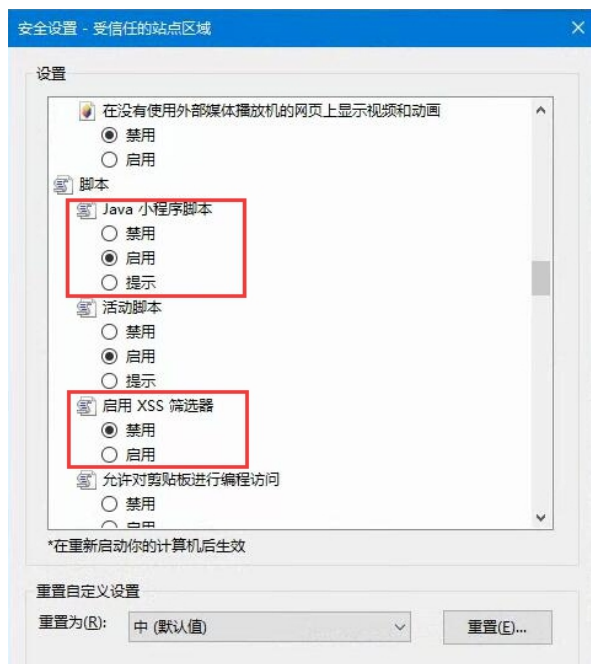 安全设置 - 受信任的站点区域
设置
在没有使用外部媒体播放机的网页上显示视频和动画
禁用
启用
脚本
Java 小程序脚本
禁用
启用
提示
活动脚本
禁用
启用
提示
启用 XSS 筛选器
禁用
启用
允许对剪贴板进行编程访问
禁用
启用
*在重新启动你的计算机后生效
重置自定义设置
重置为(R): 中 (默认值) 重置(E)...